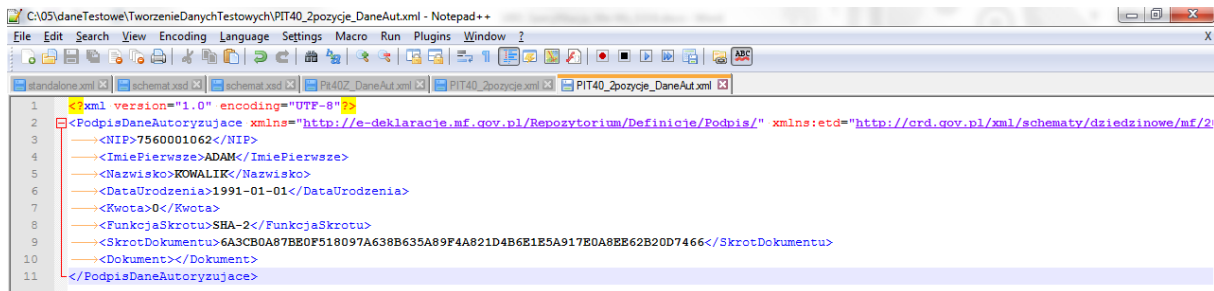 C:\05\daneTestowe\TworzenieDanychTestowych\PIT40_2pozycje_DaneAut.xml - Notepad++
File Edit Search View Encoding Language Settings Macro Run Plugins Window ? X
standalone.xml schemat.xsd schemat.xsd Pit40Z_DaneAut.xml PIT40_2pozycje.xml PIT40_2pozycje_DaneAut.xml
1 <?xml version="1.0" encoding="UTF-8"?>
2 <PodpisDaneAutoryzujace xmlns="http://e-deklaracje.mf.gov.pl/Repozytorium/Definicje/Podpis/" xmlns:etd="http://crd.gov.pl/xml/schematy/dziedzinowe/mf/20
3 <NIP>7560001062</NIP>
4 <ImiePierwsze>ADAM</ImiePierwsze>
5 <Nazwisko>KOWALIK</Nazwisko>
6 <DataUrodzenia>1991-01-01</DataUrodzenia>
7 <Kwota>0</Kwota>
8 <FunkcjaSkrotu>SHA-2</FunkcjaSkrotu>
9 <SkrotDokumentu>6A3CB0A87BE0F518097A638B635A89F4A821D4B6E1E5A917E0A8EE62B20D7466</SkrotDokumentu>
10 <Dokument></Dokument>
11 </PodpisDaneAutoryzujace>